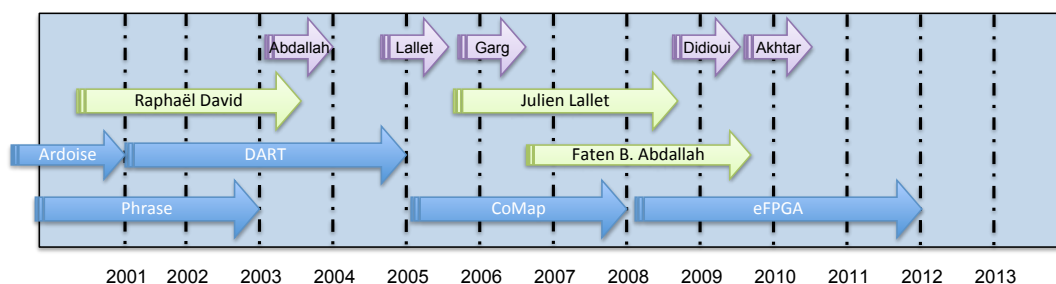 Abdallah Lallet Garg Didioui Akhtar
Raphaël David Julien Lallet
Ardoise DART Faten B. Abdallah
Phrase CoMap eFPGA
2001 2002 2003 2004 2005 2006 2007 2008 2009 2010 2011 2012 2013